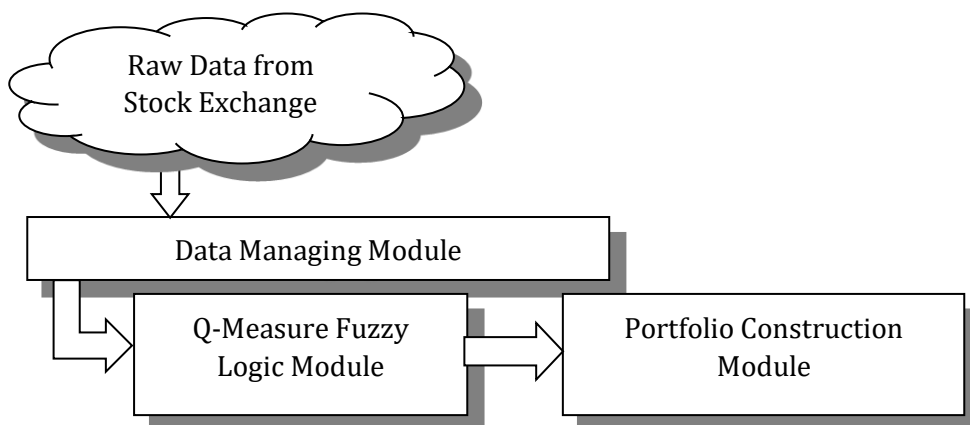 Raw Data from
Stock Exchange
Data Managing Module
Q-Measure Fuzzy
Logic Module
Portfolio Construction
Module